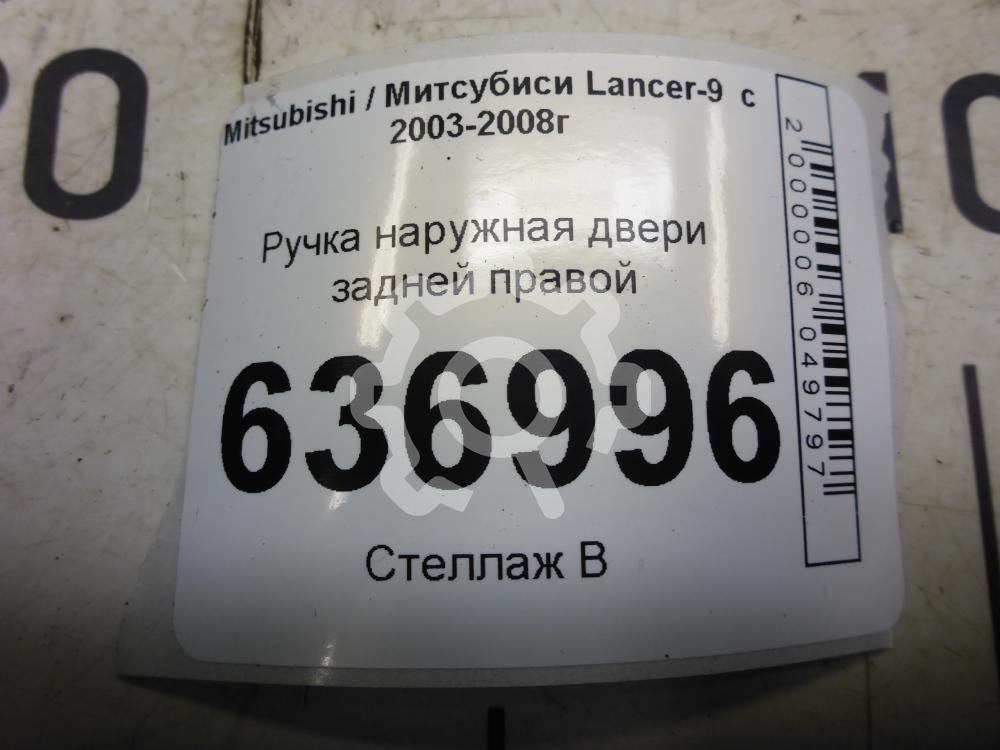 Mitsubishi / Митсубиси Lancer-9 с
2003-2008г
Ручка наружная двери
задней правой
636996
Стеллаж В
2000006049797